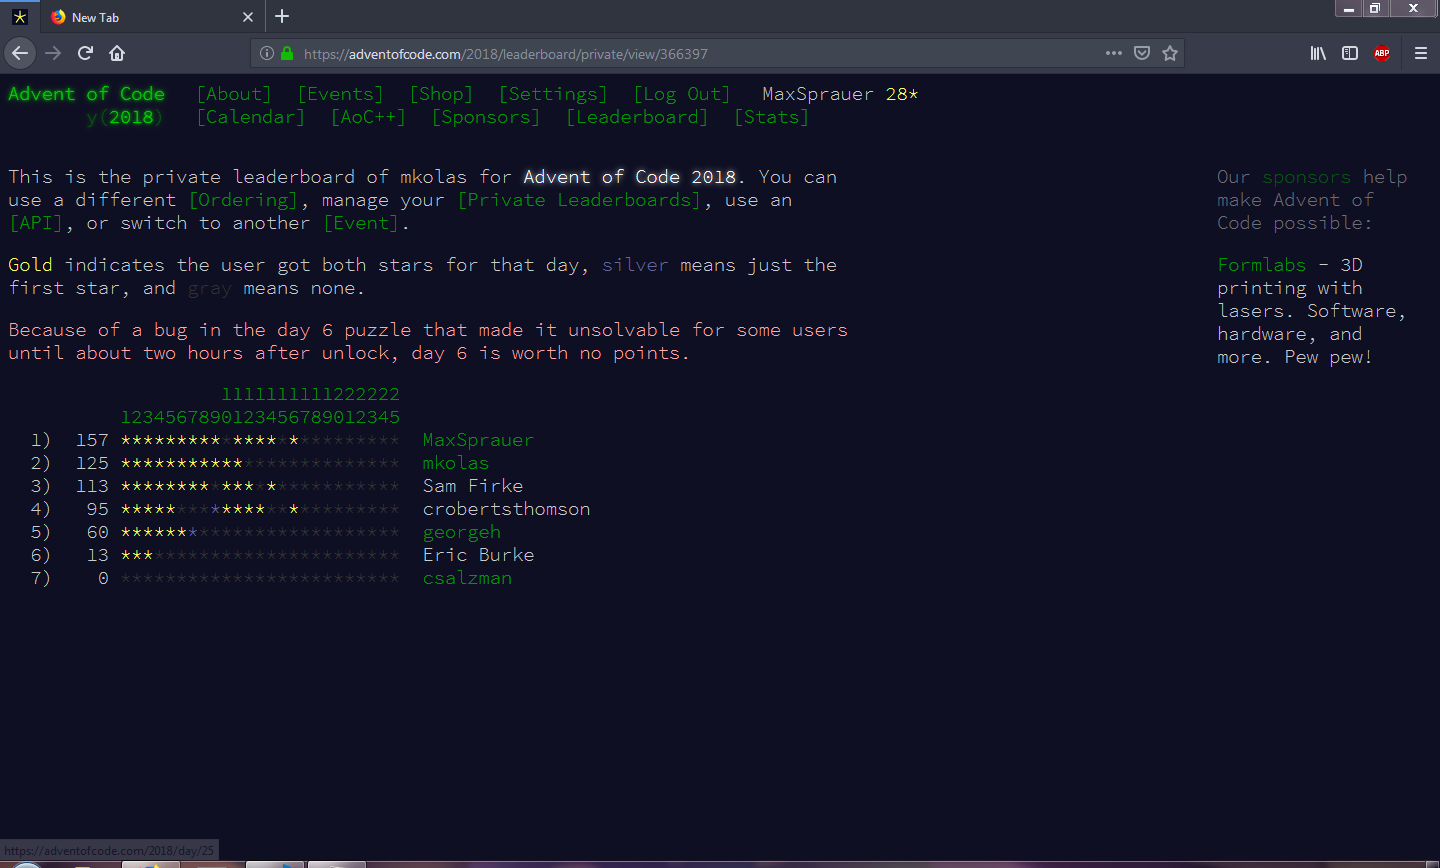 New Tab
https://adventofcode.com/2018/leaderboard/private/view/366397
ABP
Advent of Code [About] [Events] [Shop] [Settings] [Log Out] MaxSprauer 28*
y(2018) [Calendar] [AoC++] [Sponsors] [Leaderboard] [Stats]
This is the private leaderboard of mkolas for Advent of Code 2018. You can
use a different [Ordering], manage your [Private Leaderboards], use an
[API], or switch to another [Event].
Gold indicates the user got both stars for that day, silver means just the
first star, and gray means none.
Because of a bug in the day 6 puzzle that made it unsolvable for some users
until about two hours after unlock, day 6 is worth no points.
1111111111222222
1234567890123456789012345
1) 157 ************************* MaxSprauer
2) 125 ************************* mkolas
3) 113 ************************* Sam Firke
4) 95 ************************* crobertsthomson
5) 60 ************************* georgeh
6) 13 ************************* Eric Burke
7) 0 ************************* csalzman
Our sponsors help
make Advent of
Code possible:
Formlabs - 3D
printing with
lasers. Software,
hardware, and
more. Pew pew!
https://adventofcode.com/2018/day/25